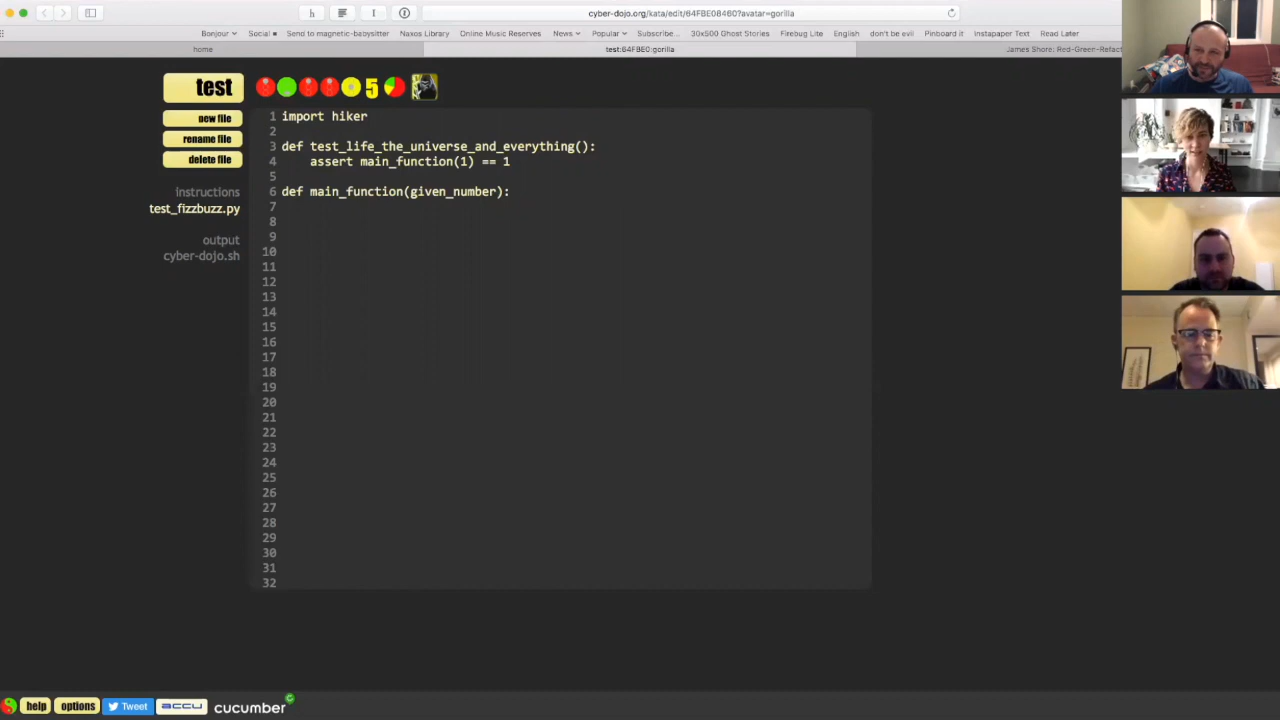 cyber-dojo.org/kata/edit/64FBE08460?avatar=gorilla
Bonjour Social Send to magnetic-babysitter Naxos Library Online Music Reserves News Popular Subscribe... 30x500 Ghost Stories Firebug Lite English don't be evil Pinboard it Instapaper Text Read Later
home test:64FBE0:gorilla James Shore: Red-Green-Refact
test 5
new file
rename file
delete file
instructions
test_fizzbuzz.py
output
cyber-dojo.sh
1 import hiker
2
3 def test_life_the_universe_and_everything():
4 assert main_function(1) == 1
5
6 def main_function(given_number):
7
8
9
10
11
12
13
14
15
16
17
18
19
20
21
22
23
24
25
26
27
28
29
30
31
32
help options Tweet accu cucumber